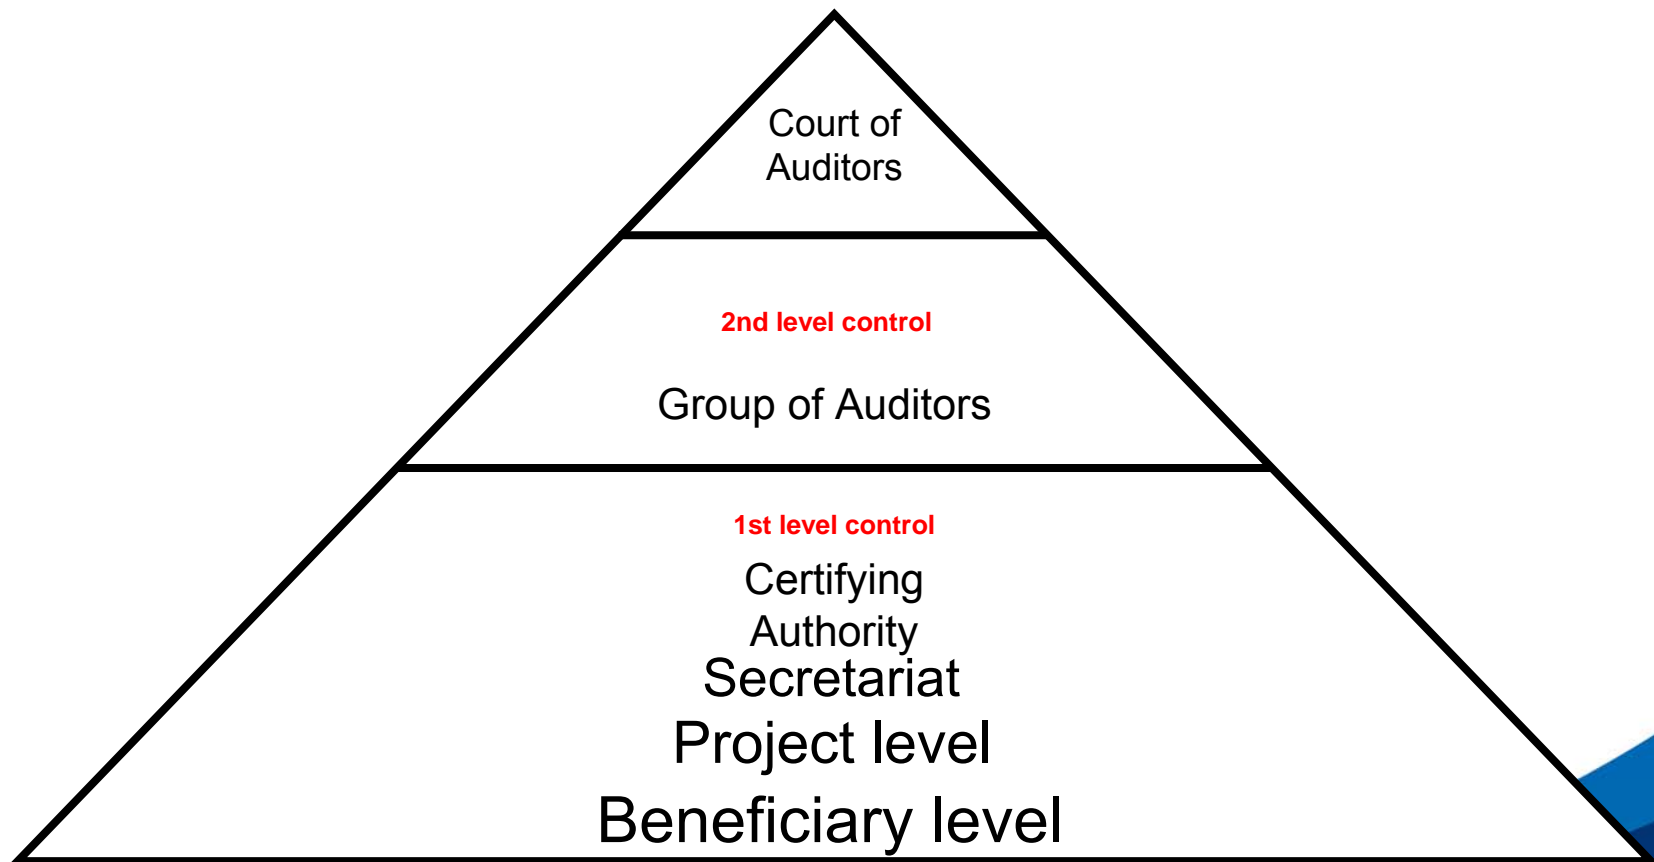 Court of
Auditors
2nd level control
Group of Auditors
1st level control
Certifying
Authority
Secretariat
Project level
Beneficiary level